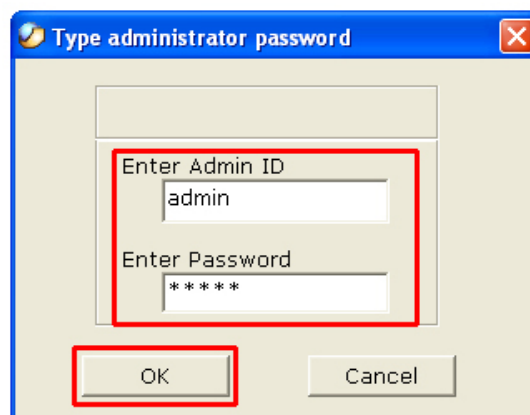 Type administrator password
Enter Admin ID
admin
Enter Password
*****
OK
Cancel